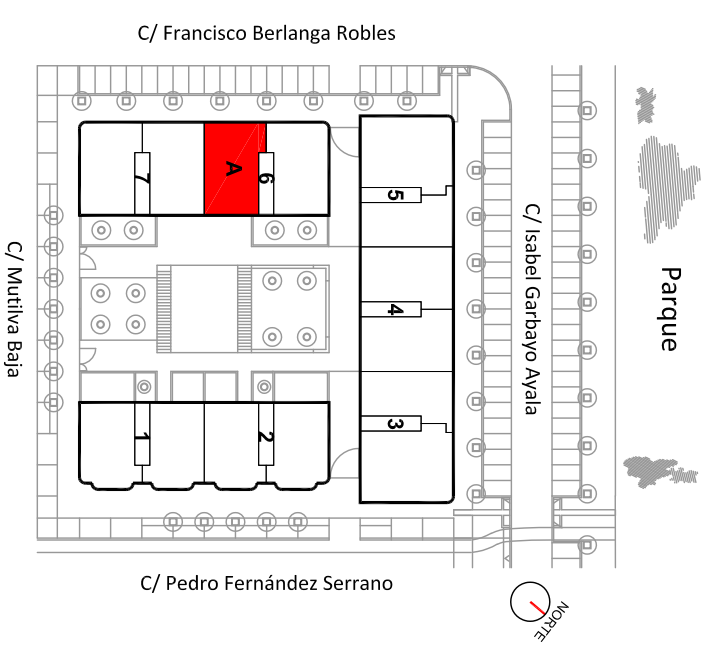 C/ Francisco Berlanga Robles
7
A
6
5
C/ Mutilva Baja
C/ Isabel Garbayo Ayala
Parque
4
3
1
2
C/ Pedro Fernández Serrano
NORTE